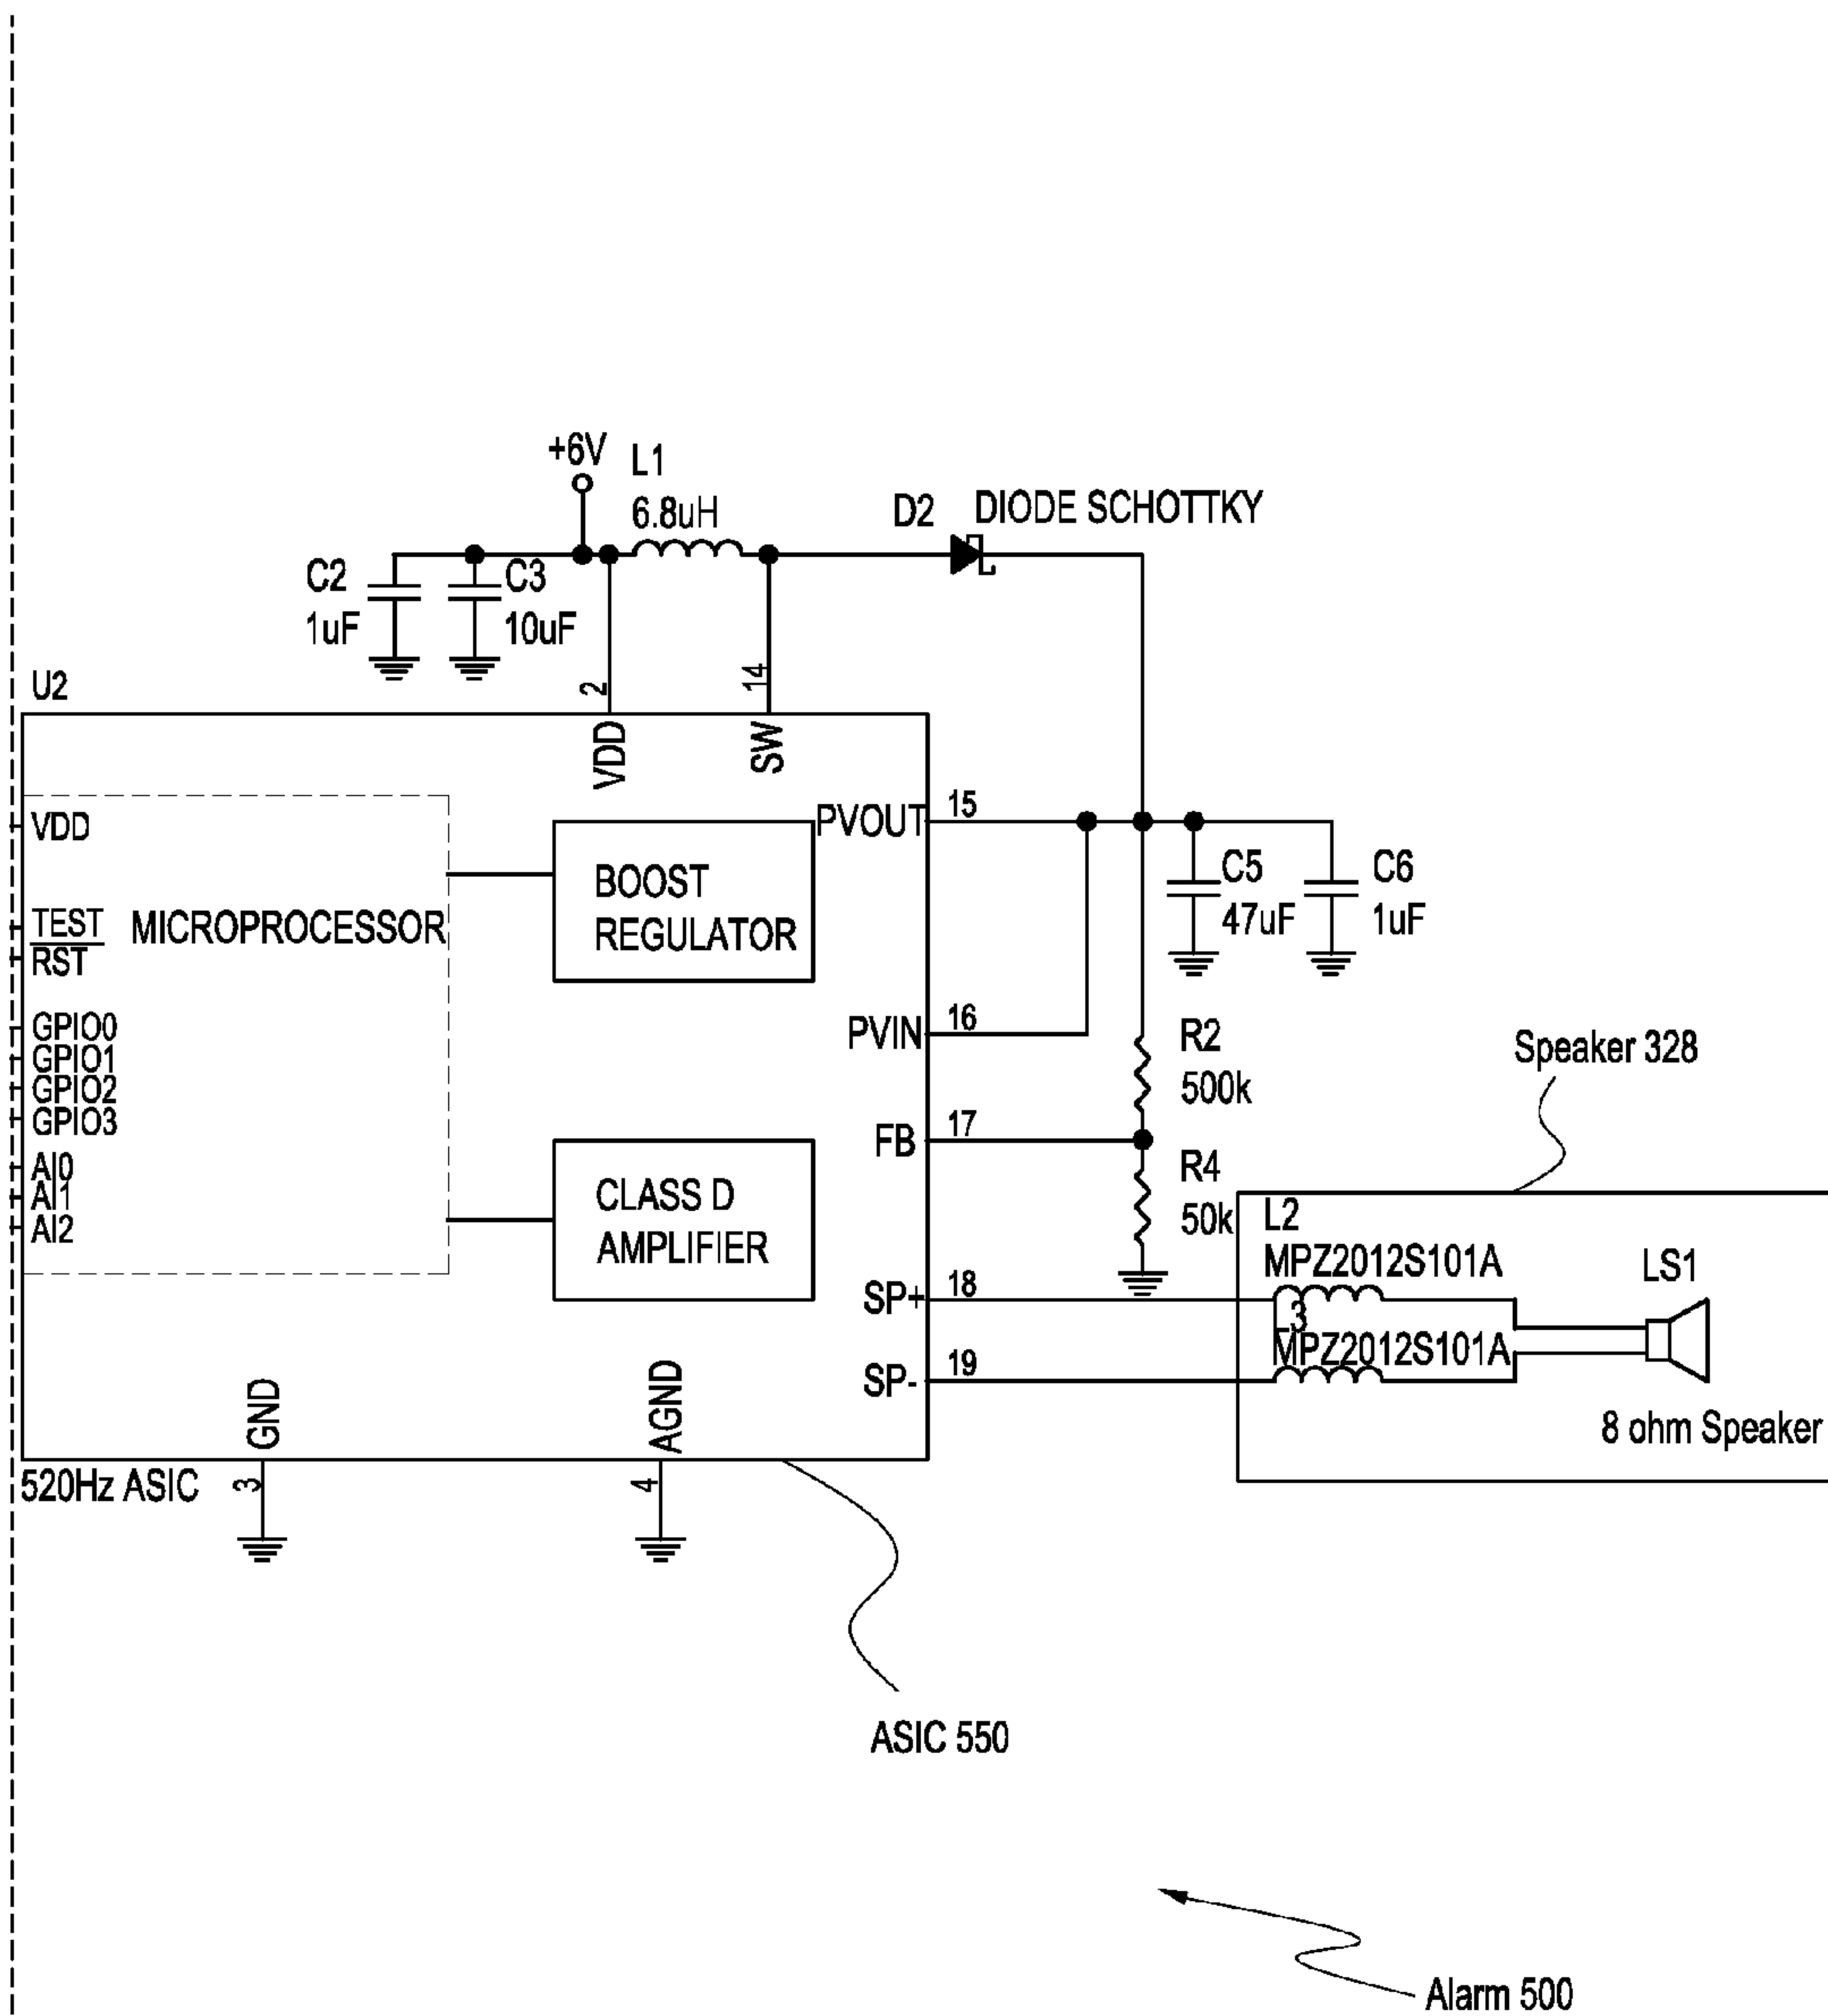 +6V
L1
6.8uH
D2
DIODE SCHOTTKY
C2
1uF
C3
10uF
U2
2
14
VDD
SW
VDD
TEST
RST
MICROPROCESSOR
GPIO0
GPIO1
GPIO2
GPIO3
AI0
AI1
AI2
BOOST
REGULATOR
CLASS D
AMPLIFIER
PVOUT
15
PVIN
16
FB
17
SP+
18
SP-
19
C5
47uF
C6
1uF
R2
500k
R4
50k
Speaker 328
L2
MPZ2012S101A
L3
MPZ2012S101A
LS1
8 ohm Speaker
GND
AGND
520Hz ASIC
3
4
ASIC 550
Alarm 500